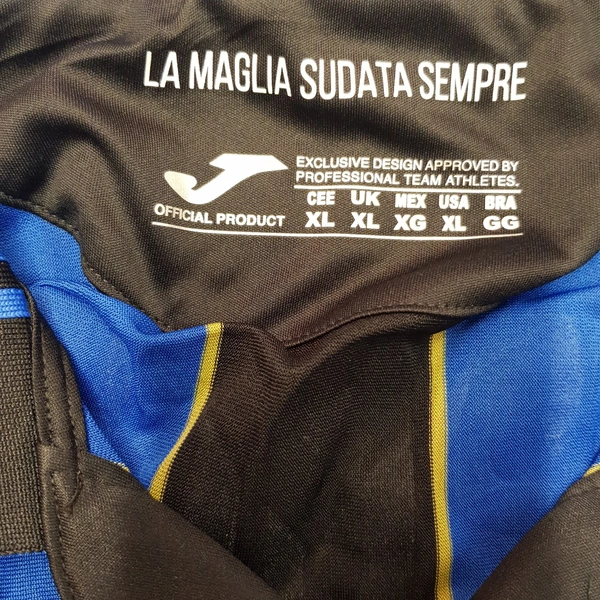 LA MAGLIA SUDATA SEMPRE
EXCLUSIVE DESIGN APPROVED BY
PROFESSIONAL TEAM ATHLETES.
CEE UK MEX USA BRA
OFFICIAL PRODUCT XL XL XG XL GG